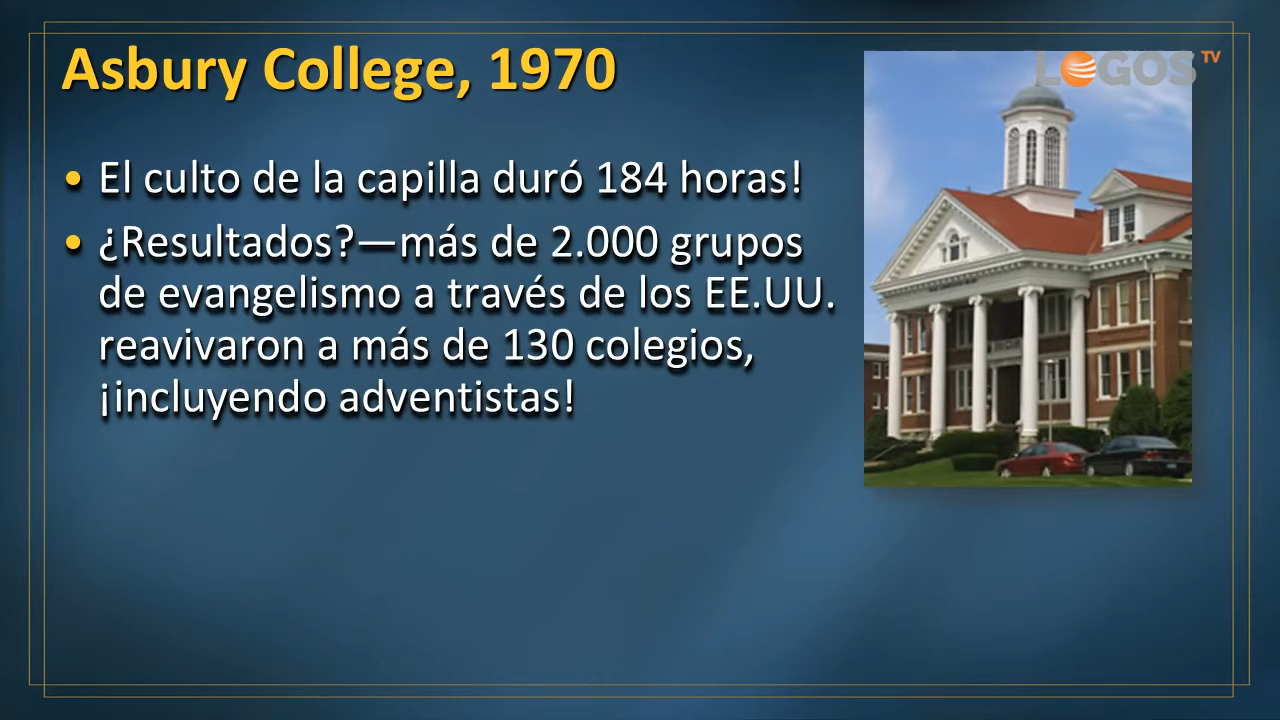 Asbury College, 1970
LOGOS TV
• El culto de la capilla duró 184 horas!
• ¿Resultados?—más de 2.000 grupos
de evangelismo a través de los EE.UU.
reavivaron a más de 130 colegios,
¡incluyendo adventistas!